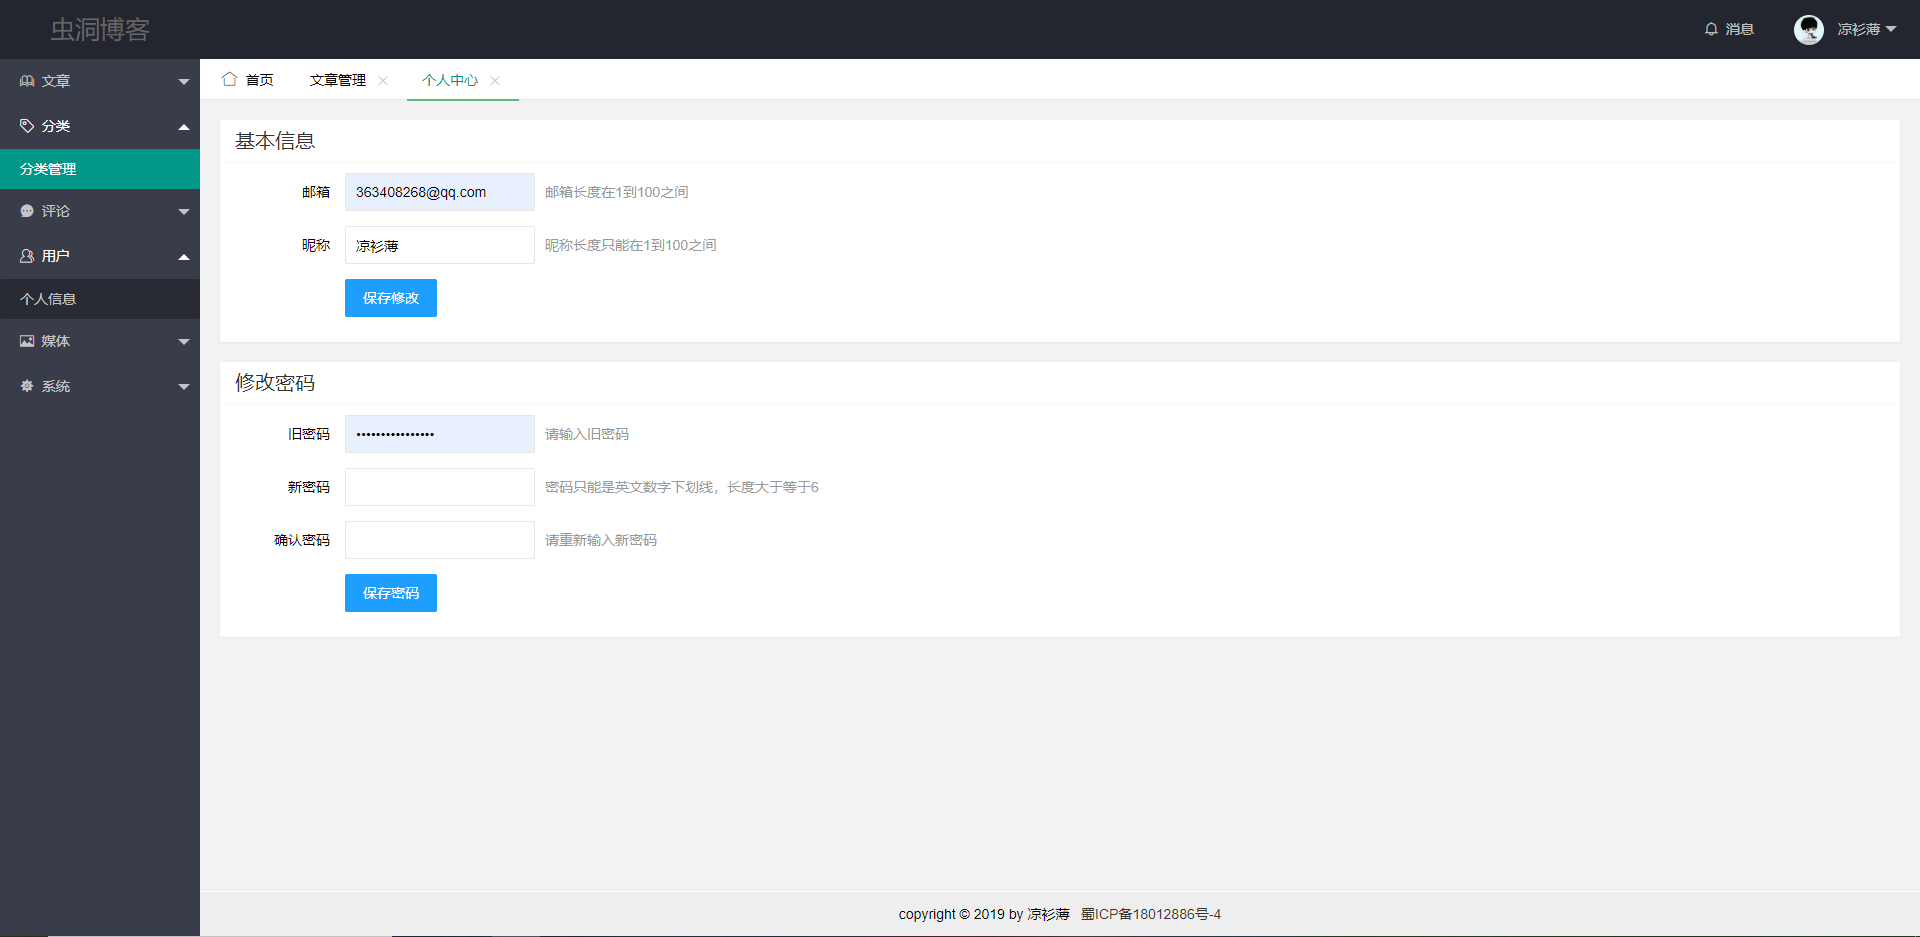 虫洞博客
消息
凉衫薄
文章
分类
分类管理
评论
用户
个人信息
媒体
系统
首页
文章管理
个人中心
基本信息
邮箱 363408268@qq.com 邮箱长度在1到100之间
昵称 凉衫薄 昵称长度只能在1到100之间
保存修改
修改密码
旧密码 •••••••••••••••• 请输入旧密码
新密码 密码只能是英文数字下划线，长度大于等于6
确认密码 请重新输入新密码
保存密码
copyright © 2019 by 凉衫薄 蜀ICP备18012886号-4